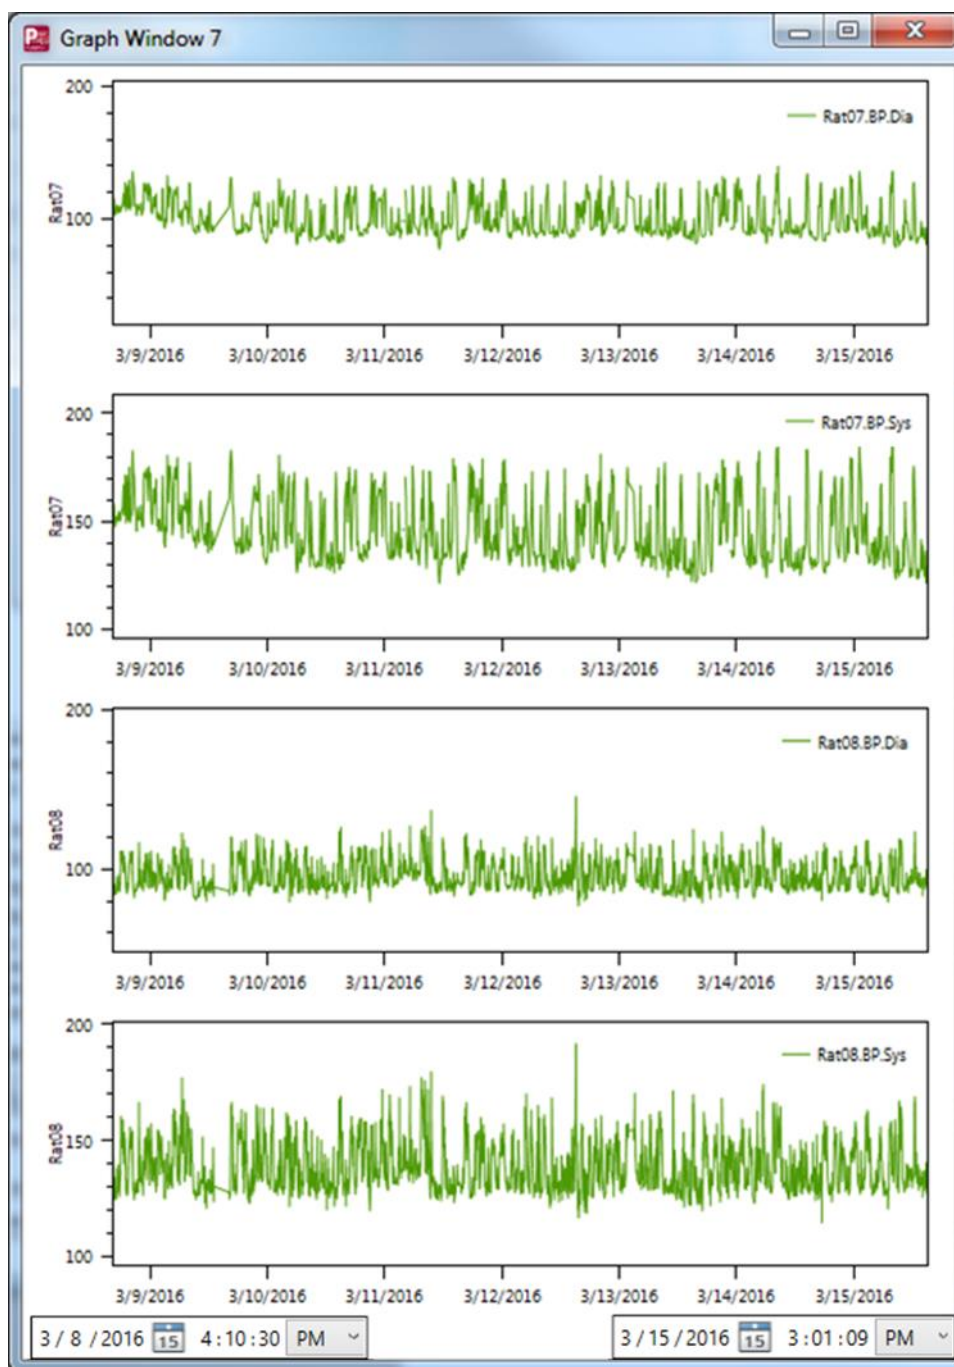 Graph Window 7
200
Rat07.BP.Dia
Rat07
100
3/9/2016 3/10/2016 3/11/2016 3/12/2016 3/13/2016 3/14/2016 3/15/2016
200
Rat07.BP.Sys
Rat07
150
100
3/9/2016 3/10/2016 3/11/2016 3/12/2016 3/13/2016 3/14/2016 3/15/2016
200
Rat08.BP.Dia
Rat08
100
3/9/2016 3/10/2016 3/11/2016 3/12/2016 3/13/2016 3/14/2016 3/15/2016
200
Rat08.BP.Sys
Rat08
150
100
3/9/2016 3/10/2016 3/11/2016 3/12/2016 3/13/2016 3/14/2016 3/15/2016
3 / 8 / 2016 15 4 : 10 : 30 PM 3 / 15 / 2016 15 3 : 01 : 09 PM